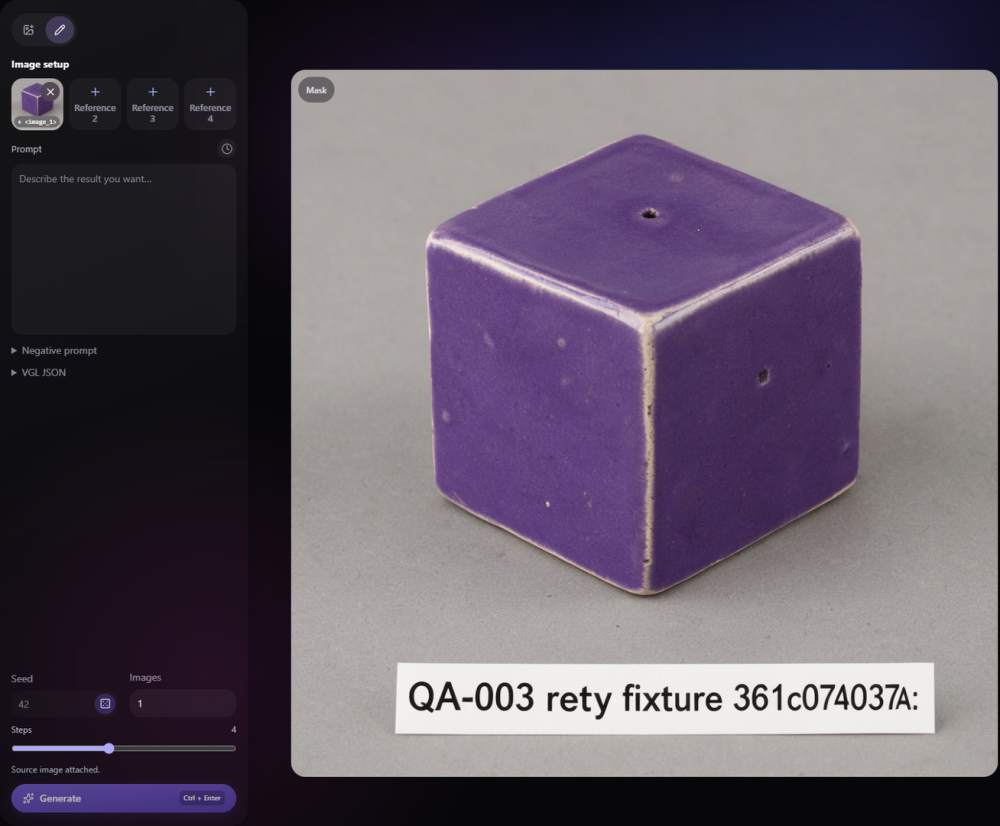 Image setup
+ <image_1>
+ Reference 2
+ Reference 3
+ Reference 4
Prompt
Describe the result you want...
Negative prompt
VGL JSON
Seed
Images
42
1
Steps
4
Source image attached.
Generate
Ctrl + Enter
Mask
QA-003 rety fixture 361c074037A: